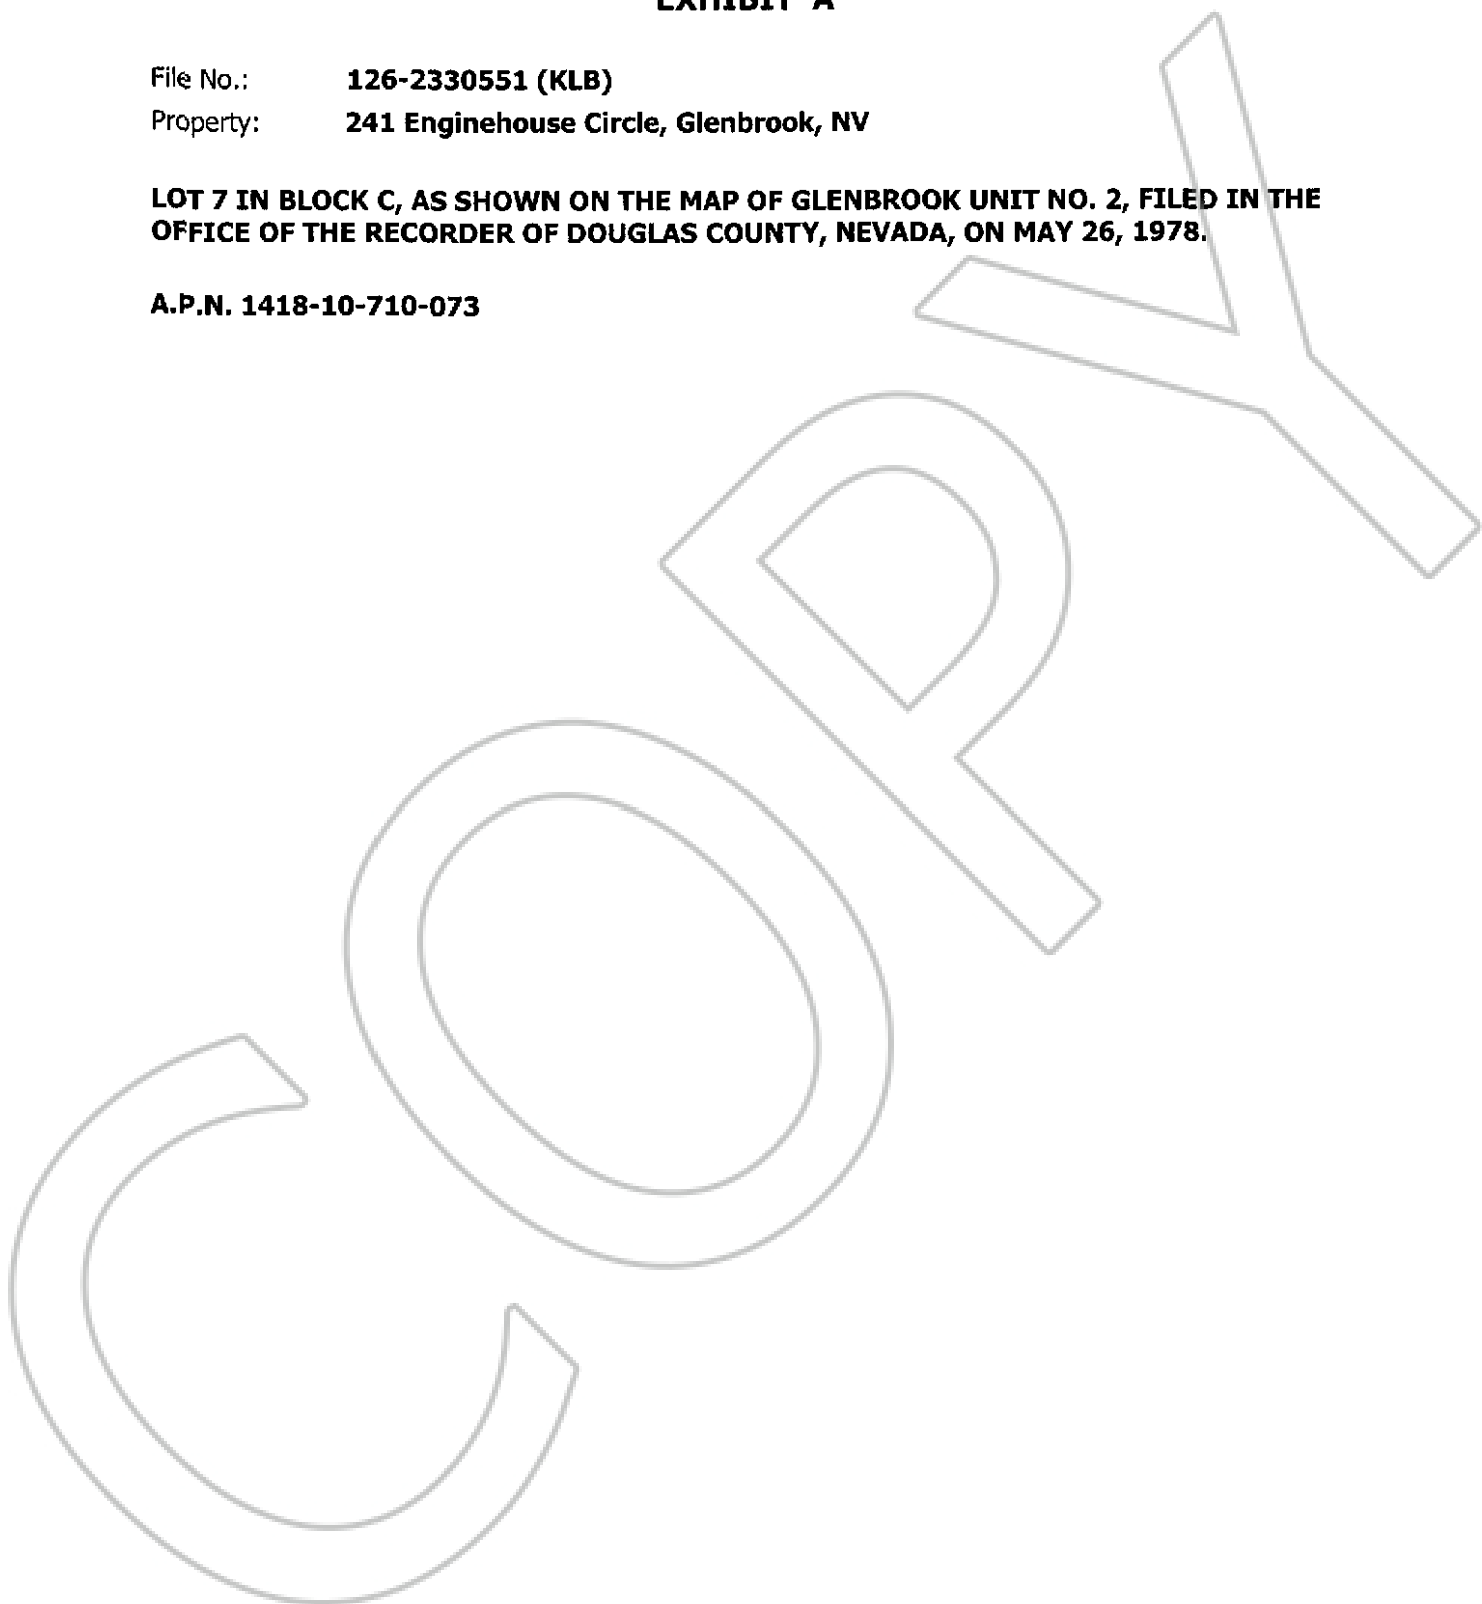 EXHIBIT 'A'
File No.: 126-2330551 (KLB)
Property: 241 Enginehouse Circle, Glenbrook, NV
LOT 7 IN BLOCK C, AS SHOWN ON THE MAP OF GLENBROOK UNIT NO. 2, FILED IN THE
OFFICE OF THE RECORDER OF DOUGLAS COUNTY, NEVADA, ON MAY 26, 1978.
A.P.N. 1418-10-710-073
COPY